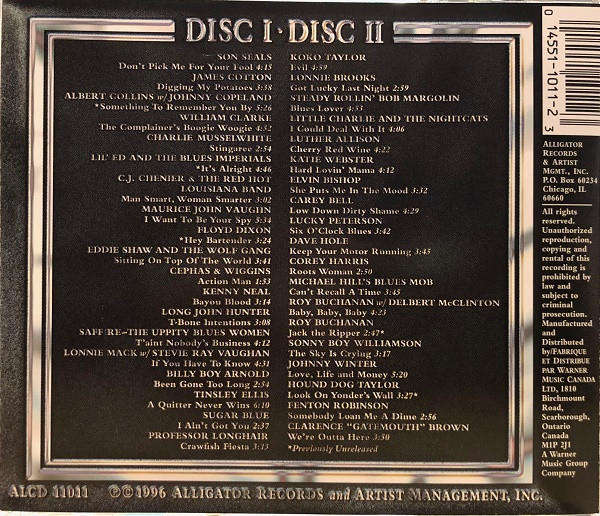 DISC I · DISC II
SON SEALS
Don't Pick Me For Your Fool 4:15
JAMES COTTON
Digging My Potatoes 3:38
ALBERT COLLINS w/ JOHNNY COPELAND
*Something To Remember You By 5:26
WILLIAM CLARKE
The Complainer's Boogie Woogie 4:32
CHARLIE MUSSELWHITE
Stingaree 2:54
LIL' ED AND THE BLUES IMPERIALS
*It's Alright 4:46
C.J. CHENIER & THE RED HOT
LOUISIANA BAND
Man Smart, Woman Smarter 3:02
MAURICE JOHN VAUGHN
I Want To Be Your Spy 5:34
FLOYD DIXON
*Hey Bartender 3:24
EDDIE SHAW AND THE WOLF GANG
Sitting On Top Of The World 3:41
CEPHAS & WIGGINS
Action Man 1:53
KENNY NEAL
Bayou Blood 3:14
LONG JOHN HUNTER
T-Bone Intentions 3:08
SAFFIRE-THE UPPITY BLUES WOMEN
T'aint Nobody's Business 4:12
LONNIE MACK w/ STEVIE RAY VAUGHAN
If You Have To Know 4:31
BILLY BOY ARNOLD
Been Gone Too Long 2:54
TINSLEY ELLIS
A Quitter Never Wins 6:10
SUGAR BLUE
I Ain't Got You 2:37
PROFESSOR LONGHAIR
Crawfish Fiesta 3:13
KOKO TAYLOR
Evil 4:59
LONNIE BROOKS
Got Lucky Last Night 2:59
STEADY ROLLIN' BOB MARGOLIN
Blues Lover 4:33
LITTLE CHARLIE AND THE NIGHTCATS
I Could Deal With It 4:06
LUTHER ALLISON
Cherry Red Wine 4:22
KATIE WEBSTER
Hard Lovin' Mama 4:12
ELVIN BISHOP
She Puts Me In The Mood 3:32
CAREY BELL
Low Down Dirty Shame 4:29
LUCKY PETERSON
Six O'Clock Blues 3:42
DAVE HOLE
Keep Your Motor Running 3:45
COREY HARRIS
Roots Woman 2:50
MICHAEL HILL'S BLUES MOB
Can't Recall A Time 3:45
ROY BUCHANAN w/ DELBERT McCLINTON
Baby, Baby, Baby 4:23
ROY BUCHANAN
Jack the Ripper 2:47*
SONNY BOY WILLIAMSON
The Sky Is Crying 3:17
JOHNNY WINTER
Love, Life and Money 5:20
HOUND DOG TAYLOR
Look On Yonder's Wall 3:27*
FENTON ROBINSON
Somebody Loan Me A Dime 2:56
CLARENCE "GATEMOUTH" BROWN
We're Outta Here 3:50
*Previously Unreleased
ALCD 11011 ℗© 1996 ALLIGATOR RECORDS and ARTIST MANAGEMENT, INC.
0 14551-1011-2 3
ALLIGATOR
RECORDS
& ARTIST
MGMT., INC.
P.O. Box 60234
Chicago, IL
60660
All rights
reserved.
Unauthorized
reproduction,
copying and
rental of
this recording
is prohibited
by law and
subject to
criminal
prosecution.
Manufactured
and
Distributed
by/FABRIQUE
ET DISTRIBUE
PAR WARNER
MUSIC CANADA
LTD, 1810
Birchmount
Road,
Scarborough,
Ontario
Canada
M1P 2J1
A Warner
Music Group
Company